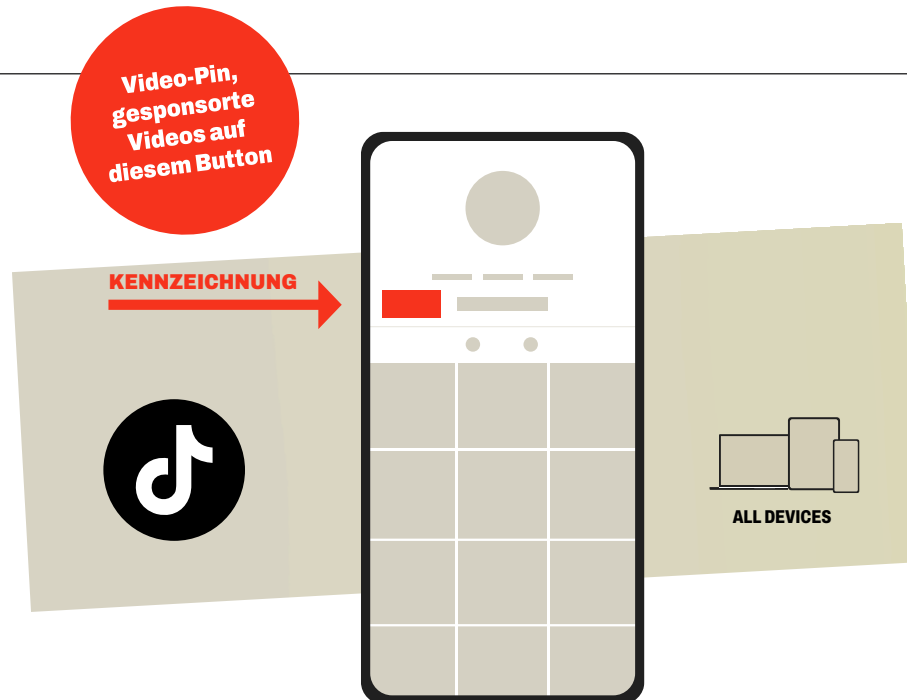 Video-Pin,
gesponsorte
Videos auf
diesem Button
KENNZEICHNUNG
ALL DEVICES